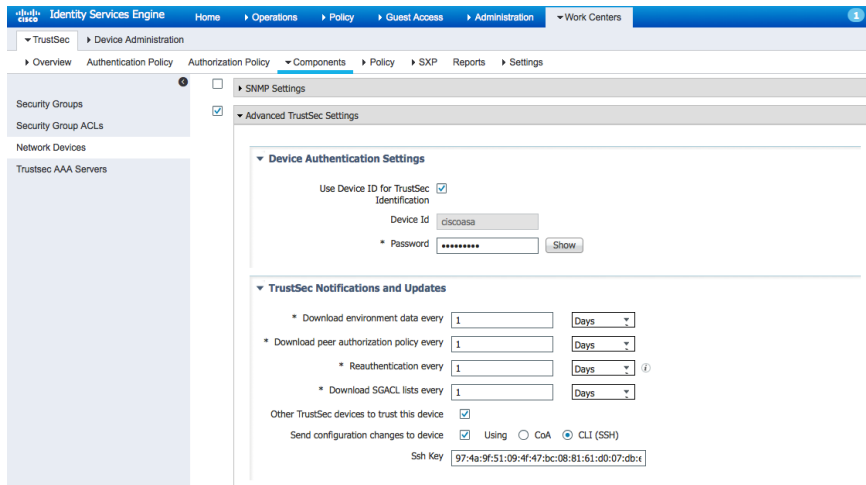 cisco Identity Services Engine Home Operations Policy Guest Access Administration Work Centers 1
TrustSec Device Administration
Overview Authentication Policy Authorization Policy Components Policy SXP Reports Settings
Security Groups
Security Group ACLs
Network Devices
Trustsec AAA Servers
SNMP Settings
Advanced TrustSec Settings
Device Authentication Settings
Use Device ID for TrustSec
Identification
Device Id ciscoasa
* Password ••••••••• Show
TrustSec Notifications and Updates
* Download environment data every 1 Days
* Download peer authorization policy every 1 Days
* Reauthentication every 1 Days i
* Download SGACL lists every 1 Days
Other TrustSec devices to trust this device
Send configuration changes to device Using CoA CLI (SSH)
Ssh Key 97:4a:9f:51:09:4f:47:bc:08:81:61:d0:07:db: